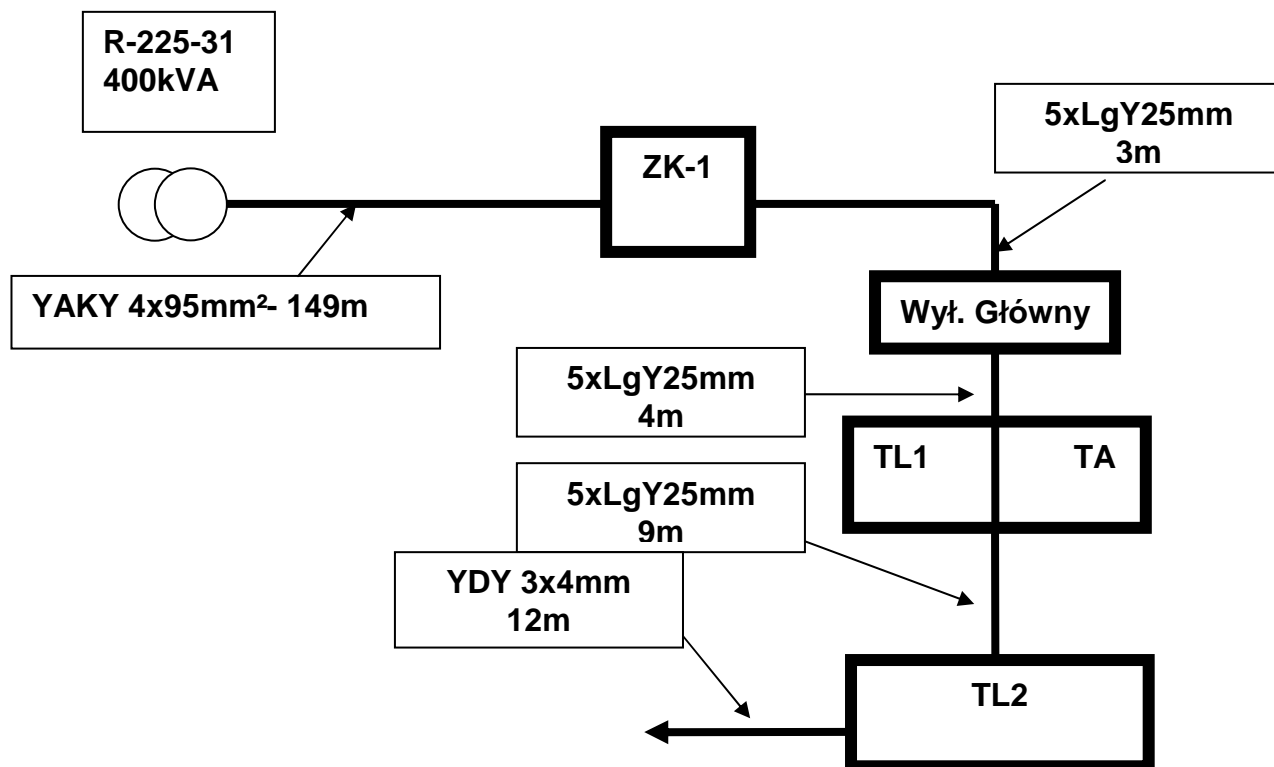 R-225-31
400kVA
5xLgY25mm
3m
ZK-1
YAKY 4x95mm²- 149m
Wył. Główny
5xLgY25mm
4m
TL1
TA
5xLgY25mm
9m
YDY 3x4mm
12m
TL2